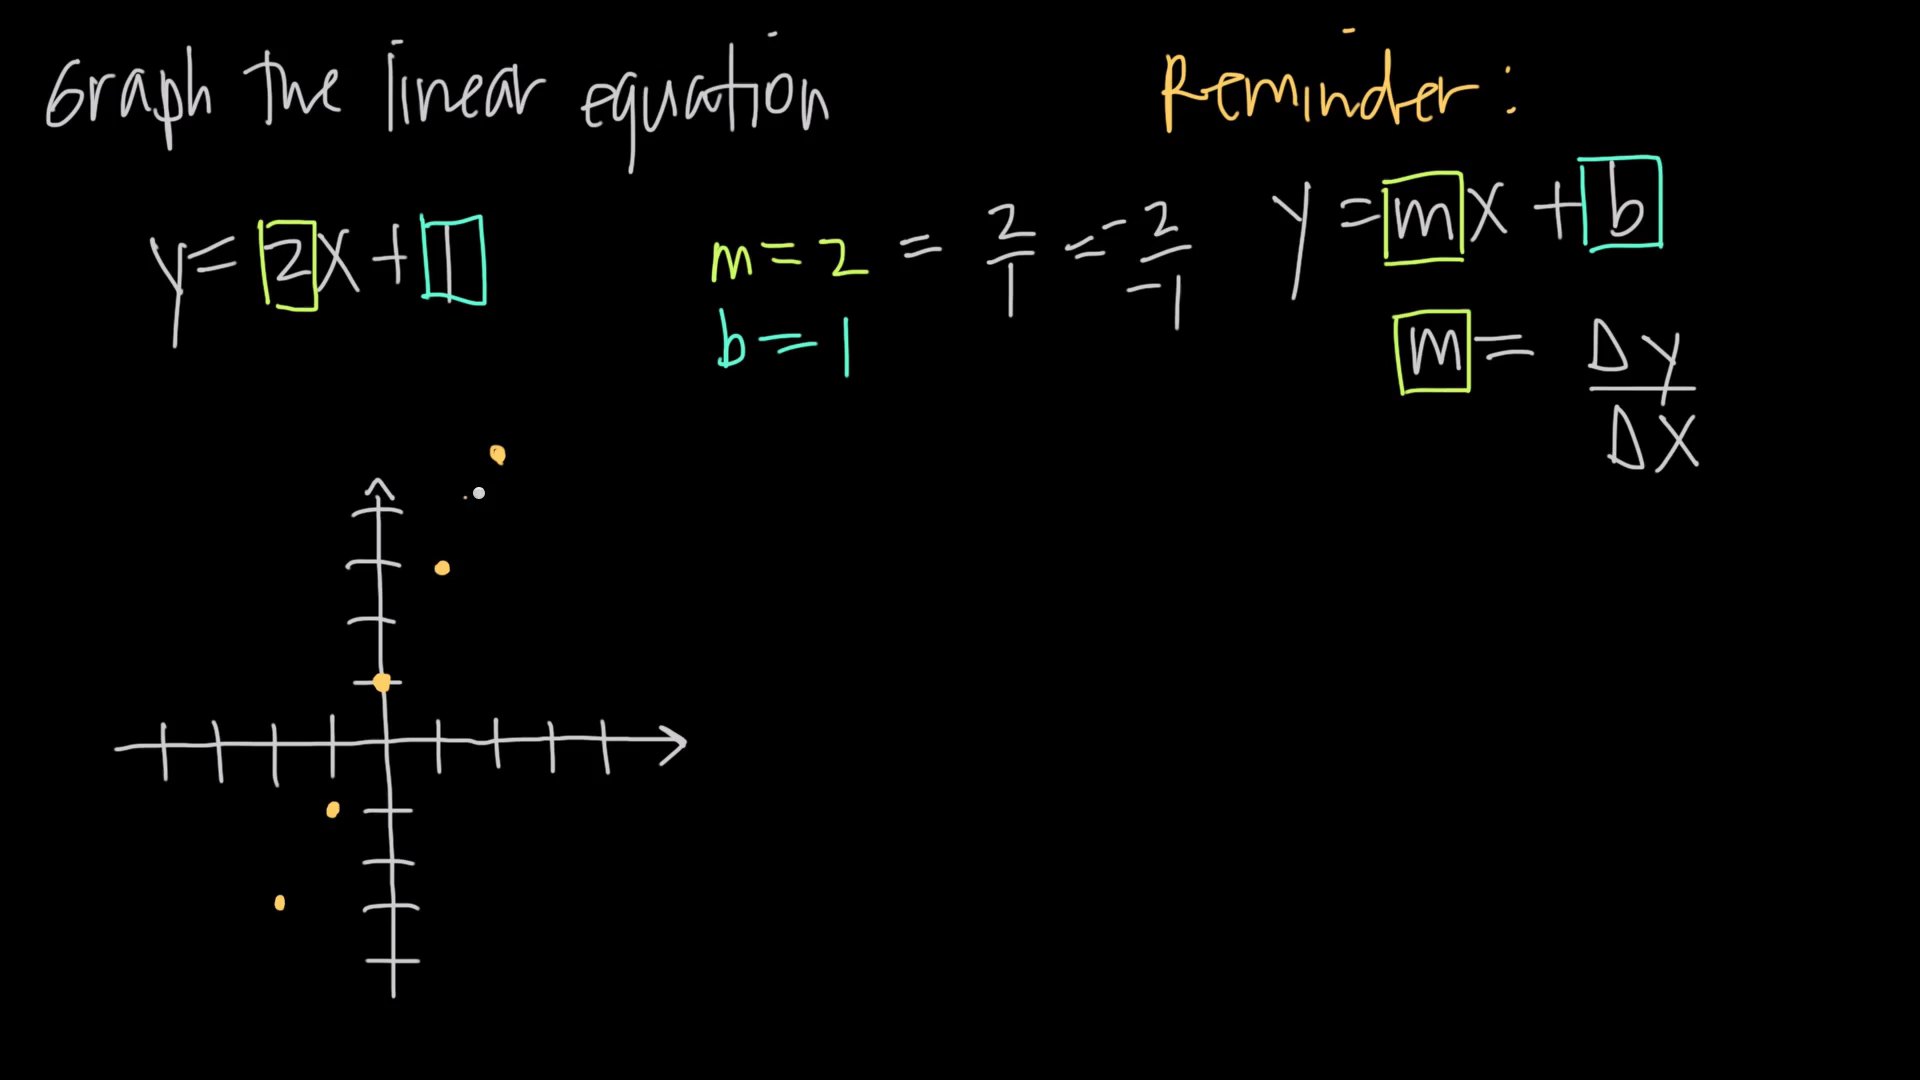 Graph the linear equation
y = 2x + 1
m = 2 = 2/1 = -2/-1
b = 1
Reminder:
y = mx + b
m = Δy/Δx